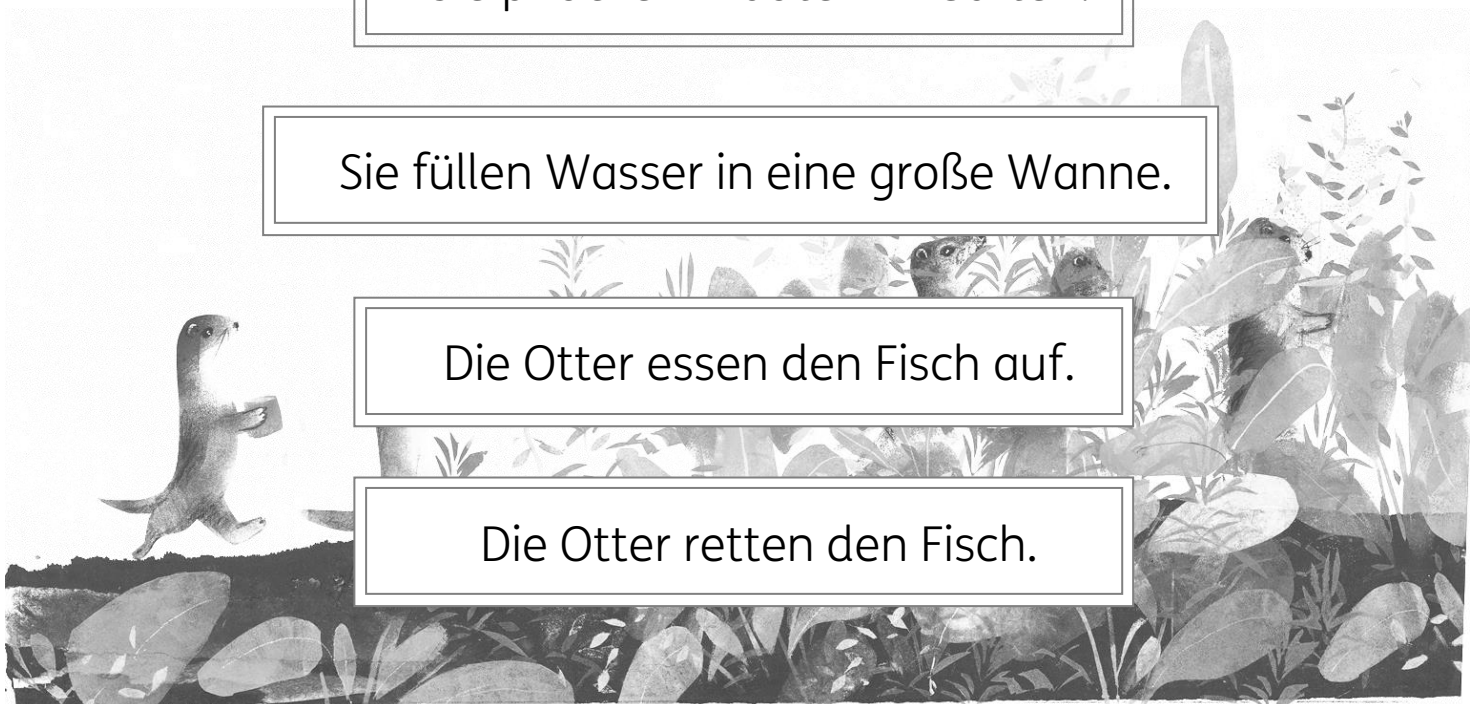 Sie füllen Wasser in eine große Wanne.
Die Otter essen den Fisch auf.
Die Otter retten den Fisch.